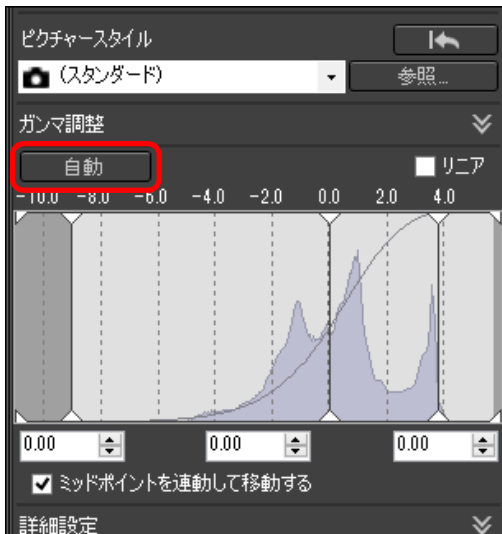 ピクチャースタイル
(スタンダード)
参照...
ガンマ調整
自動
リニア
-10.0 -8.0 -6.0 -4.0 -2.0 0.0 2.0 4.0
0.00 0.00 0.00
ミッドポイントを連動して移動する
詳細設定